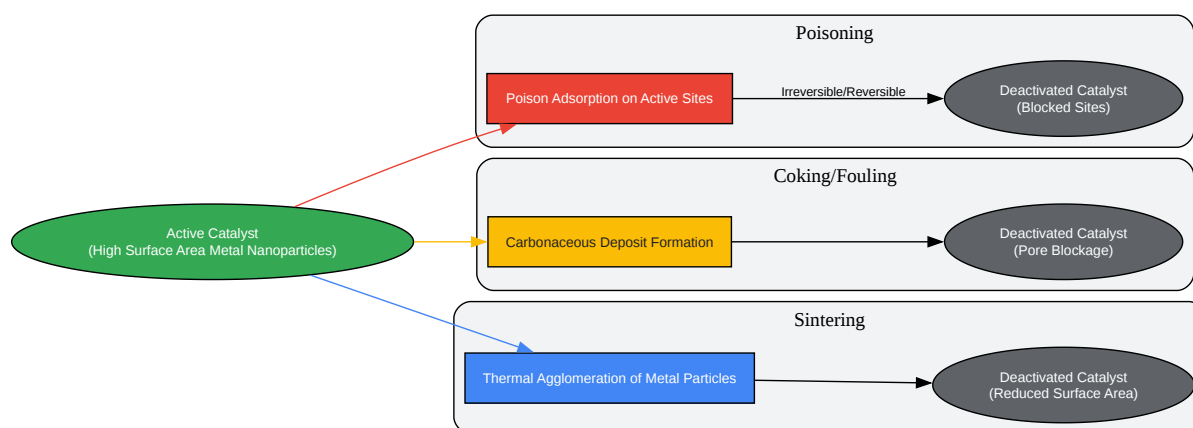 Poisoning
Poison Adsorption on Active Sites
Irreversible/Reversible
Deactivated Catalyst
(Blocked Sites)
Coking/Fouling
Active Catalyst
(High Surface Area Metal Nanoparticles)
Carbonaceous Deposit Formation
Deactivated Catalyst
(Pore Blockage)
Sintering
Thermal Agglomeration of Metal Particles
Deactivated Catalyst
(Reduced Surface Area)